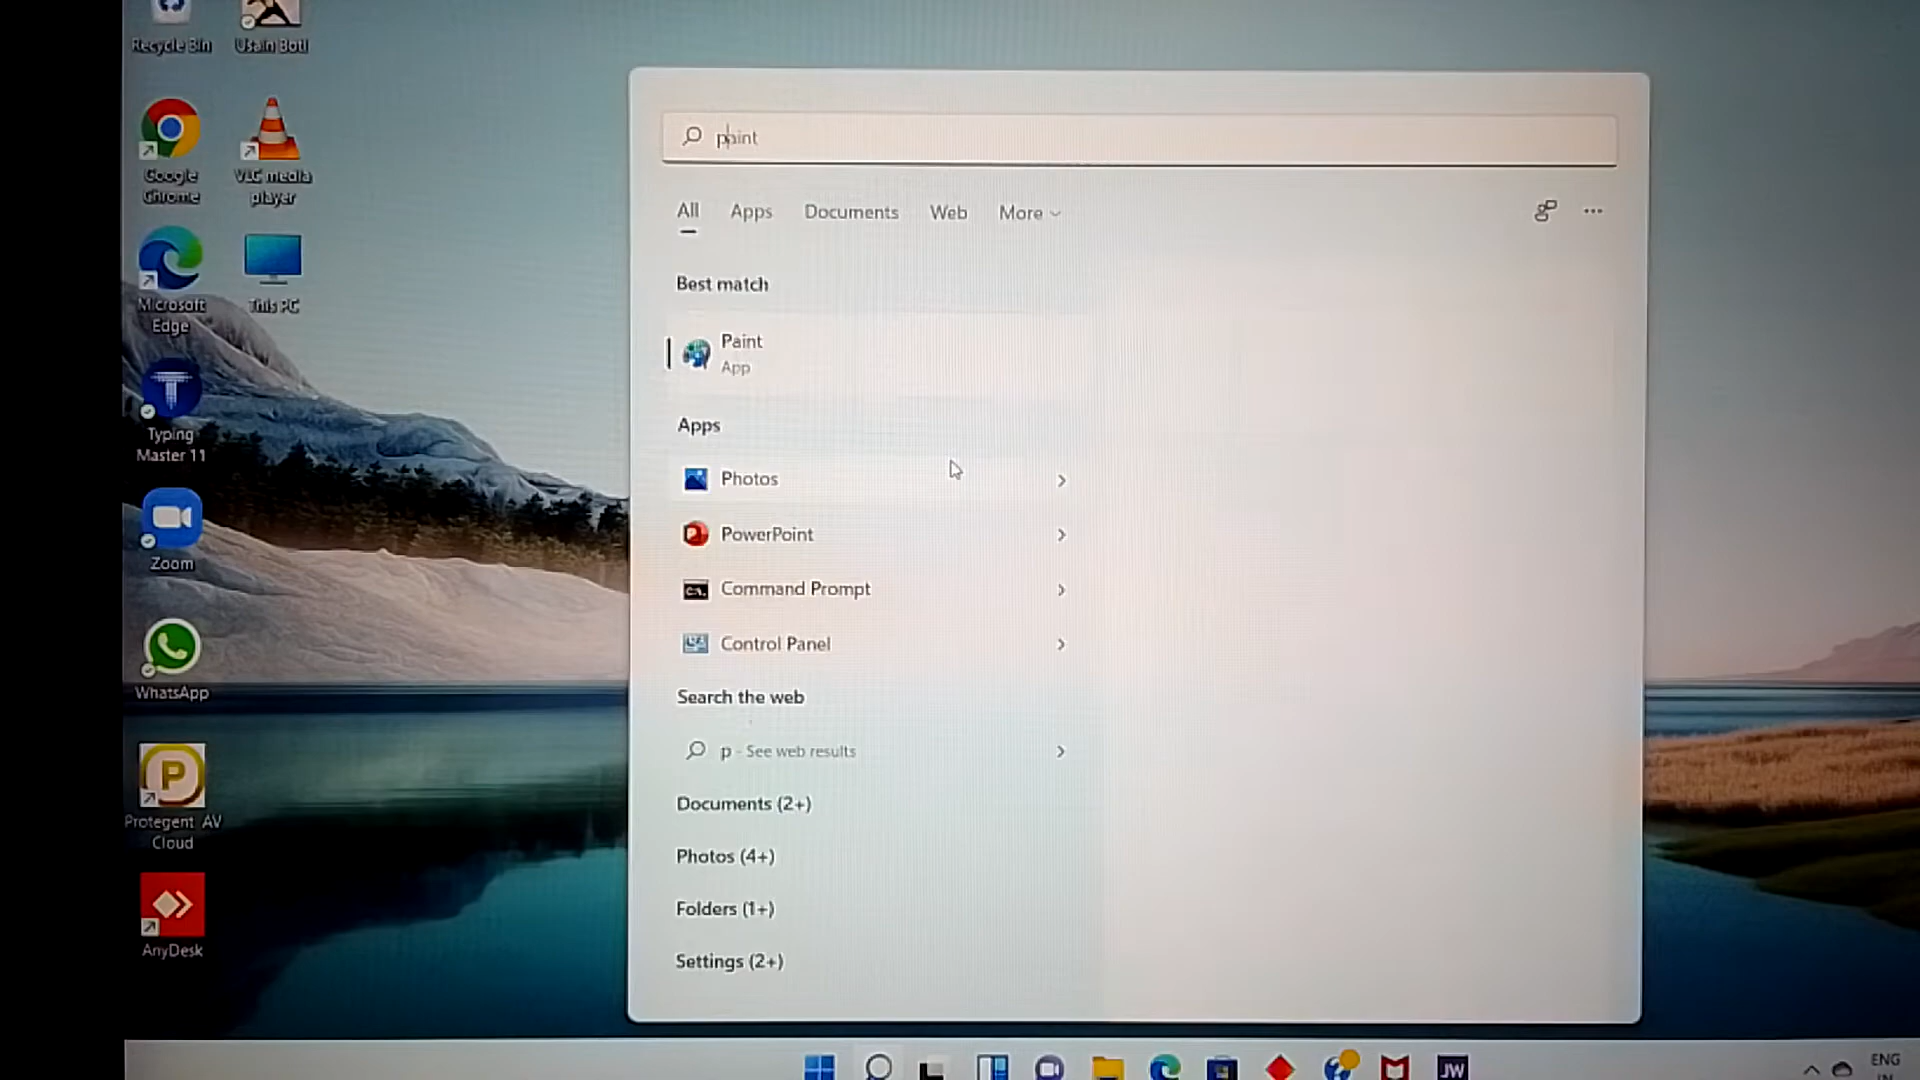 Recycle Bin
Usain Bolt
Google
Chrome
VLC media
player
Microsoft
Edge
This PC
Typing
Master 11
Zoom
WhatsApp
Protegent AV
Cloud
AnyDesk
paint
All
Apps
Documents
Web
More
Best match
Paint
App
Apps
Photos
PowerPoint
Command Prompt
Control Panel
Search the web
p - See web results
Documents (2+)
Photos (4+)
Folders (1+)
Settings (2+)
JW
ENG